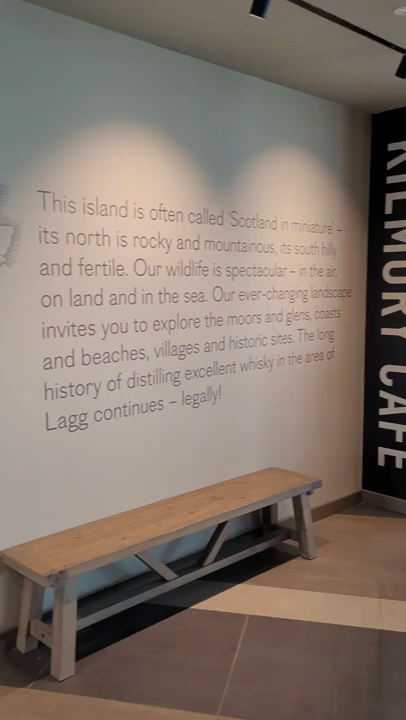 This island is often called 'Scotland in miniature' –
its north is rocky and mountainous, its south hilly
and fertile. Our wildlife is spectacular – in the air,
on land and in the sea. Our ever-changing landscape
invites you to explore the moors and glens, coasts
and beaches, villages and historic sites. The long
history of distilling excellent whisky in the area of
Lagg continues – legally!
KILMORY CAFE